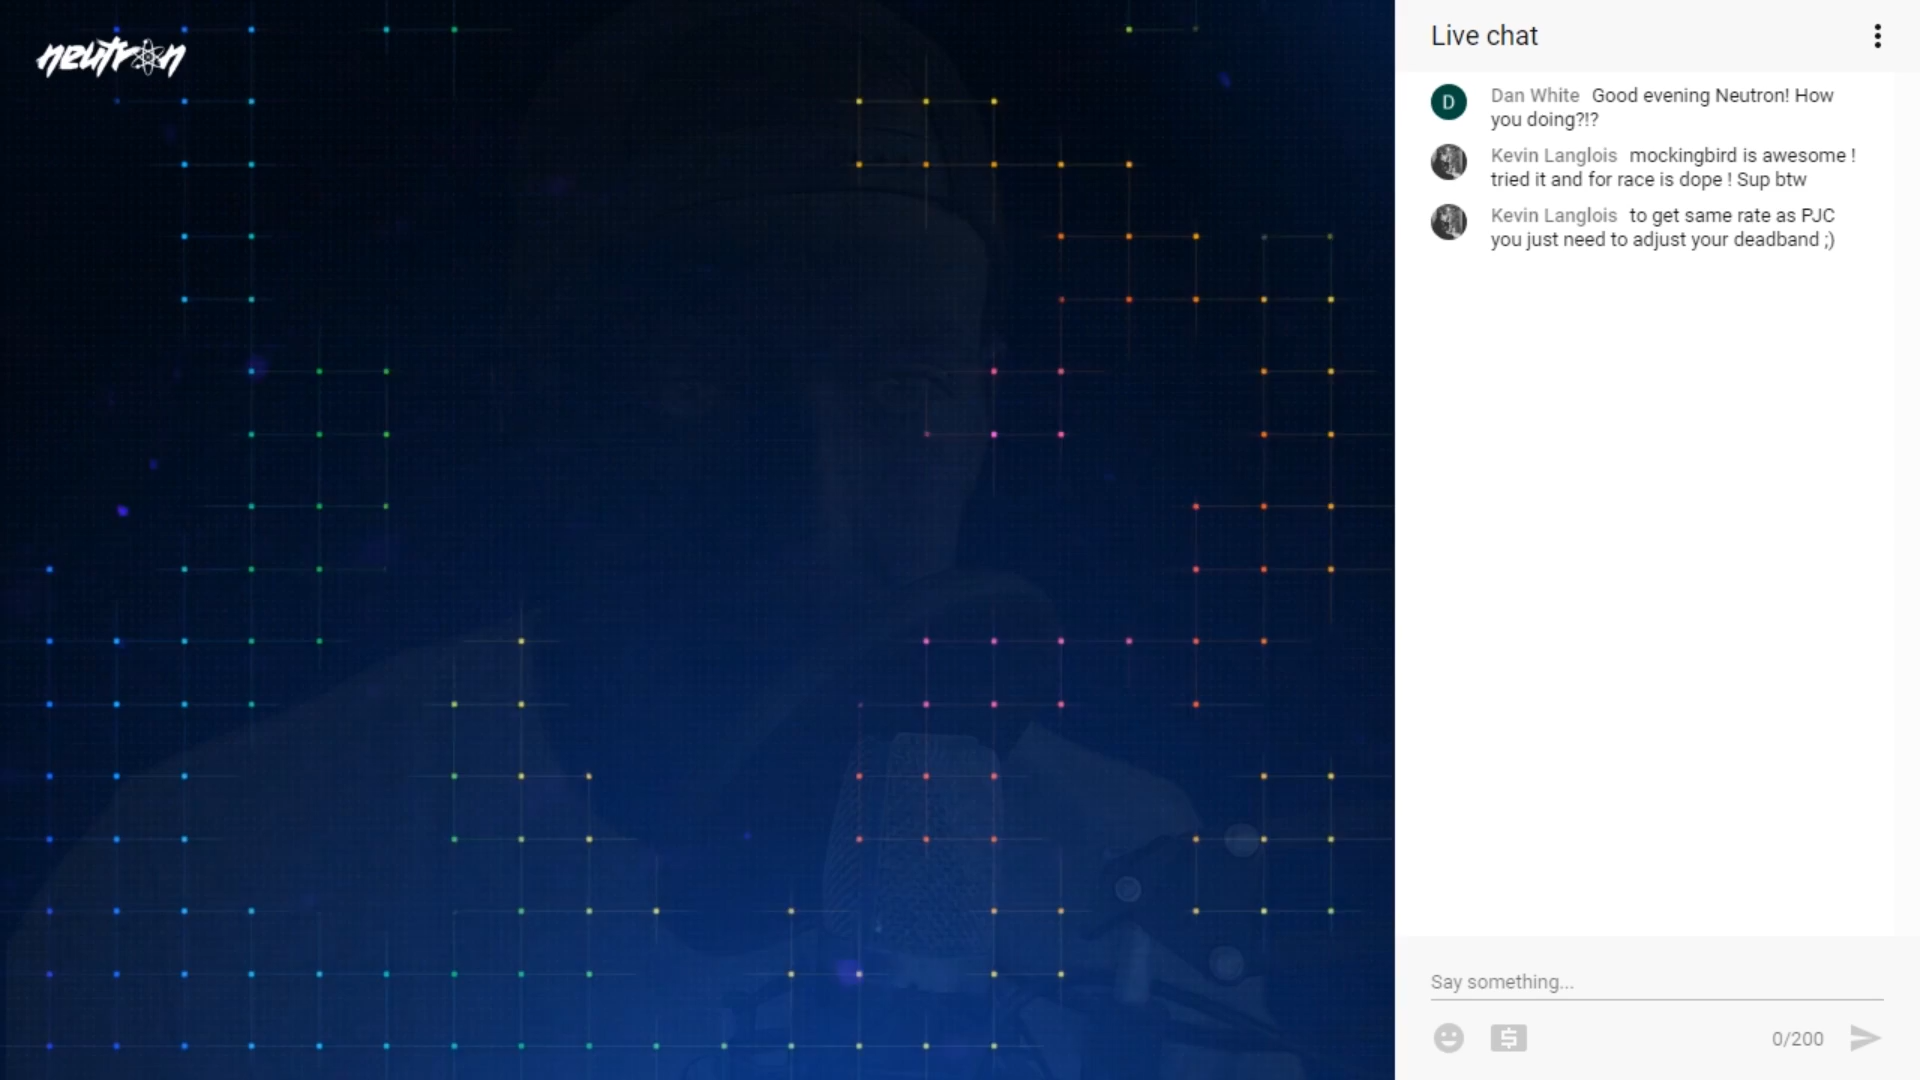 neutron
Live chat
D
Dan White Good evening Neutron! How
you doing?!?
Kevin Langlois mockingbird is awesome !
tried it and for race is dope ! Sup btw
Kevin Langlois to get same rate as PJC
you just need to adjust your deadband ;)
Say something...
0/200